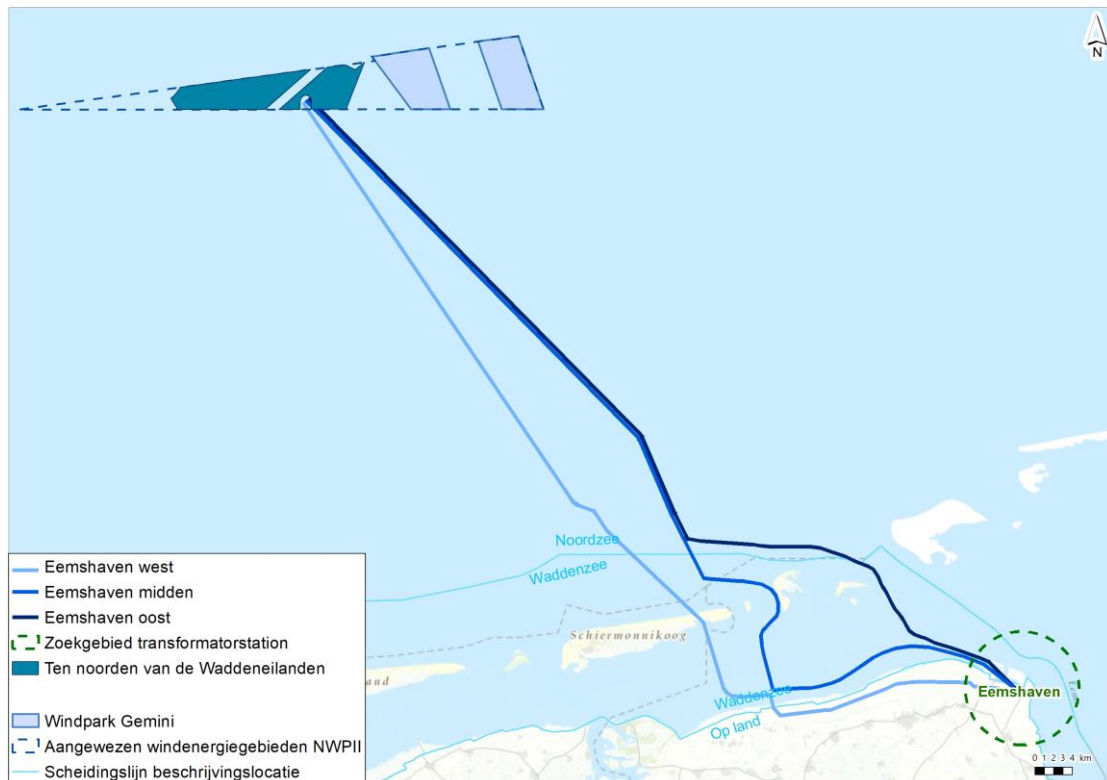 N
Noordzee
Waddenzee
Schiermonnikoog
and
Waddenzee
Op land
Eemshaven
0 1 2 3 4 km
Eemshaven west
Eemshaven midden
Eemshaven oost
Zoekgebied transformatorstation
Ten noorden van de Waddeneilanden
Windpark Gemini
Aangewezen windenergiegebieden NWPII
Scheidingslijn beschrijvingslocatie